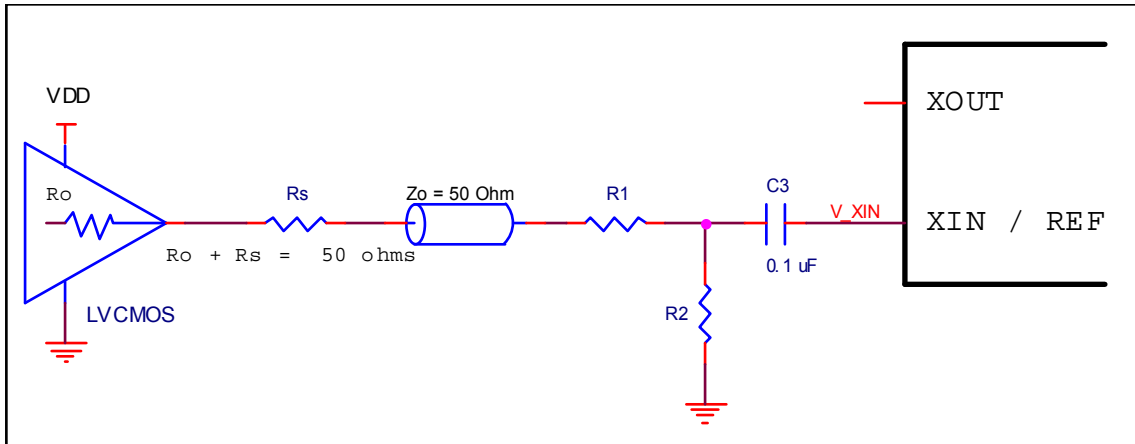 VDD
Ro
Rs
Zo = 50 Ohm
R1
C3
V_XIN
0.1 uF
Ro + Rs = 50 ohms
LVCMOS
R2
XOUT
XIN / REF